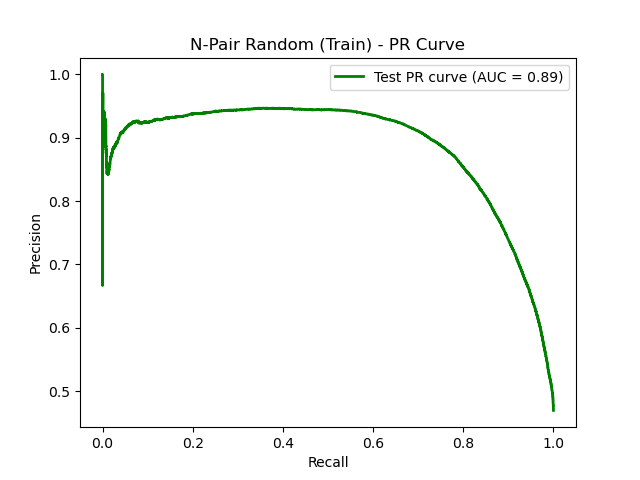 N-Pair Random (Train) - PR Curve
Test PR curve (AUC = 0.89)
Precision
1.0
0.9
0.8
0.7
0.6
0.5
0.0 0.2 0.4 0.6 0.8 1.0
Recall